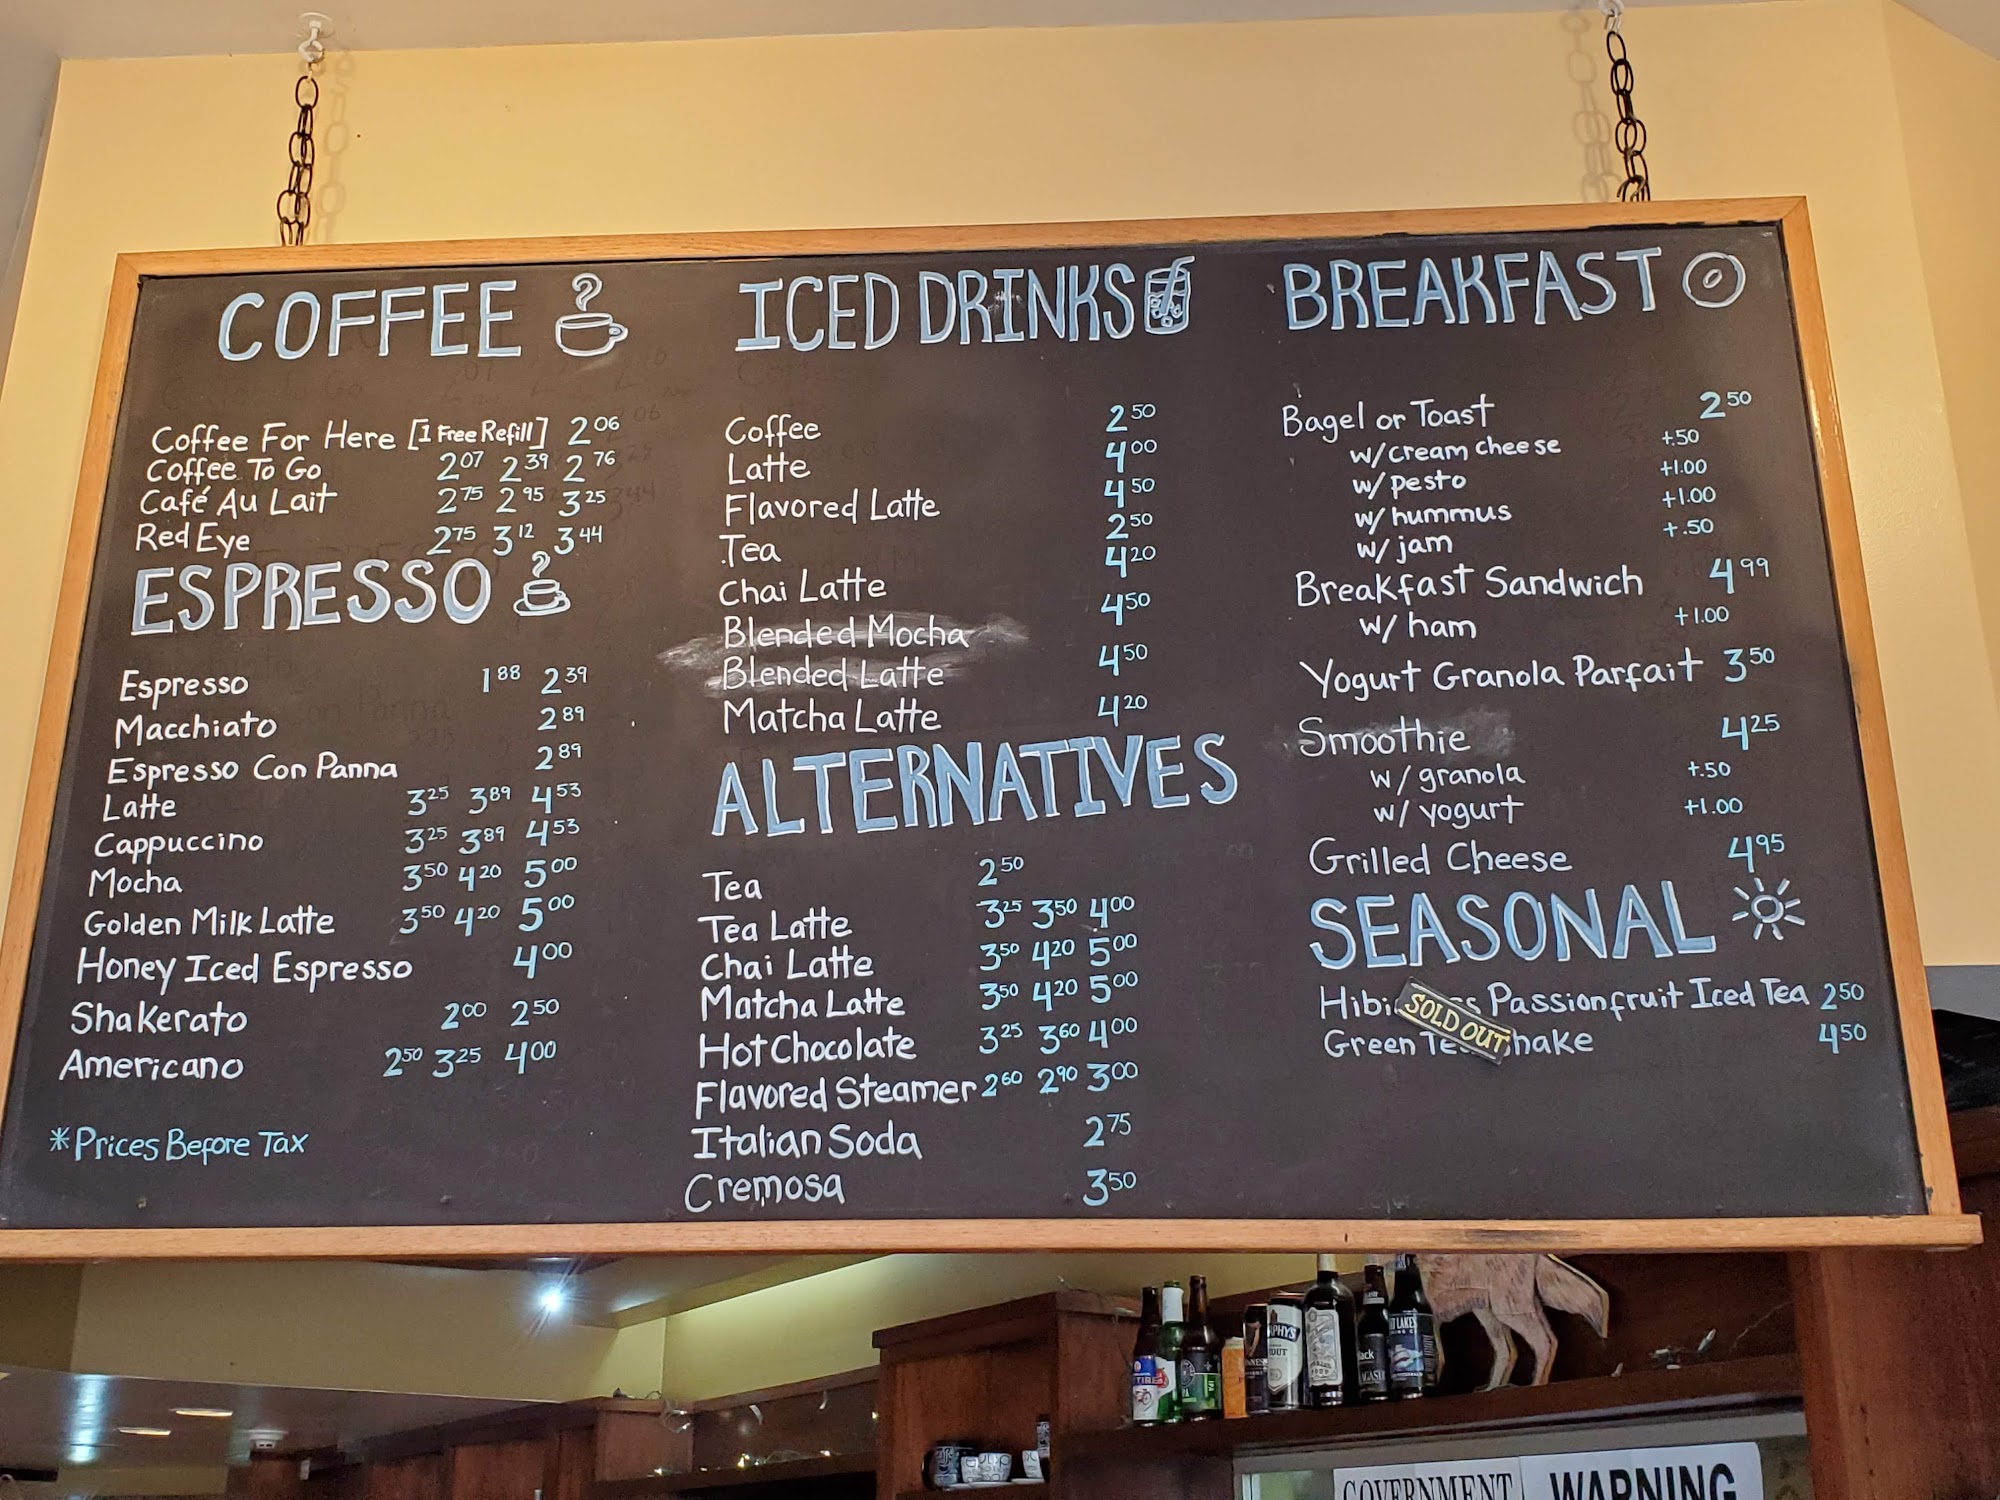 COFFEE
Coffee For Here [1 Free Refill] 2.06
Coffee To Go 2.07 2.39 2.76
Café Au Lait 2.75 2.95 3.25
Red Eye 2.75 3.12 3.44
ESPRESSO
Espresso 1.88 2.39
Macchiato 2.89
Espresso Con Panna 2.89
Latte 3.25 3.89 4.53
Cappuccino 3.25 3.89 4.53
Mocha 3.50 4.20 5.00
Golden Milk Latte 3.50 4.20 5.00
Honey Iced Espresso 4.00
Shakerato 2.00 2.50
Americano 2.50 3.25 4.00
*Prices Before Tax
ICED DRINKS
Coffee 2.50
Latte 4.00
Flavored Latte 4.50
Tea 2.50
Chai Latte 4.20
Blended Mocha 4.50
Blended Latte 4.50
Matcha Latte 4.20
ALTERNATIVES
Tea 2.50
Tea Latte 3.25 3.50 4.00
Chai Latte 3.50 4.20 5.00
Matcha Latte 3.50 4.20 5.00
Hot Chocolate 3.25 3.60 4.00
Flavored Steamer 2.60 2.90 3.00
Italian Soda 2.75
Cremosa 3.50
BREAKFAST
Bagel or Toast 2.50
w/ cream cheese +.50
w/ pesto +1.00
w/ hummus +1.00
w/ jam +.50
Breakfast Sandwich 4.99
w/ ham +1.00
Yogurt Granola Parfait 3.50
Smoothie 4.25
w/ granola +.50
w/ yogurt +1.00
Grilled Cheese 4.95
SEASONAL
Passionfruit Iced Tea 2.50
SOLD OUT
Green 4.50
GOVERNMENT WARNING